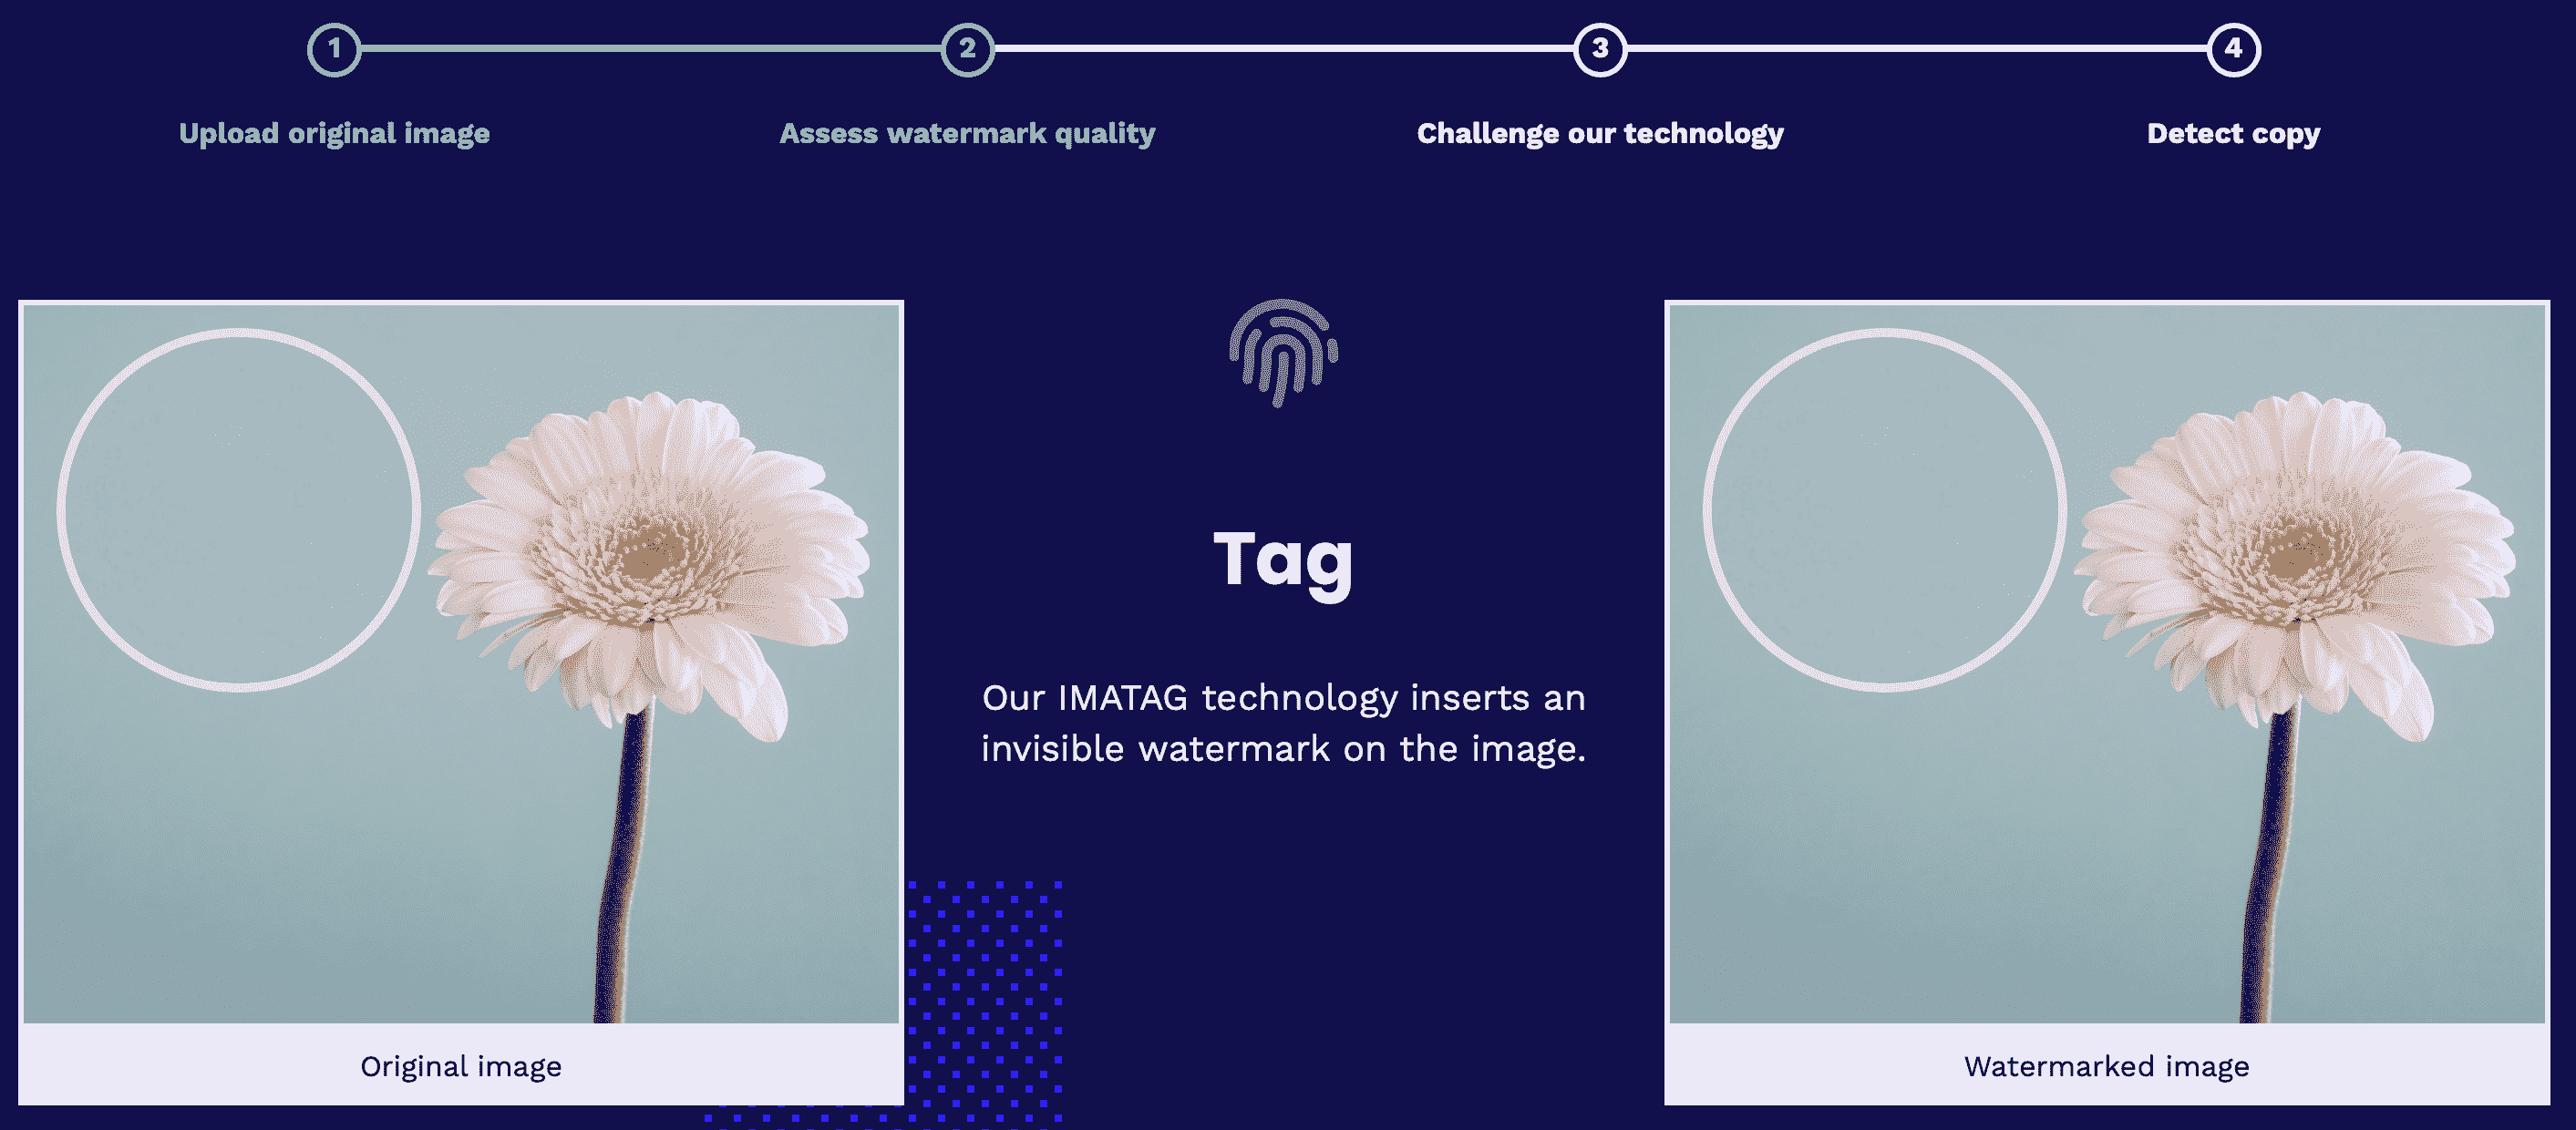 1
2
3
4
Upload original image
Assess watermark quality
Challenge our technology
Detect copy
Tag
Our IMATAG technology inserts an
invisible watermark on the image.
Original image
Watermarked image